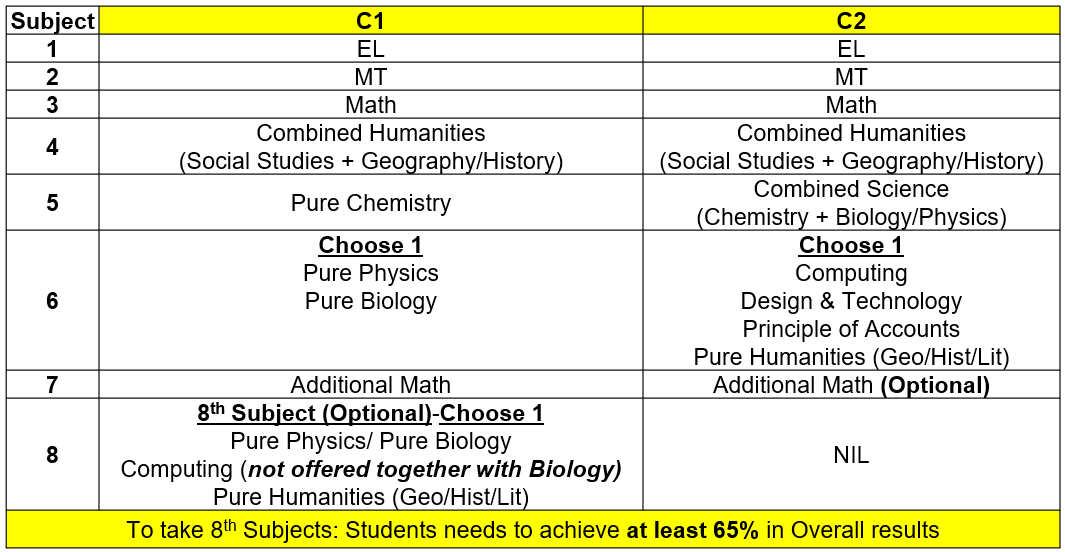 Subject C1 C2
1 EL EL
2 MT MT
3 Math Math
4 Combined Humanities Combined Humanities
(Social Studies + Geography/History) (Social Studies + Geography/History)
5 Pure Chemistry Combined Science
(Chemistry + Biology/Physics)
6 Choose 1 Choose 1
Pure Physics Computing
Pure Biology Design & Technology
Principle of Accounts
Pure Humanities (Geo/Hist/Lit)
7 Additional Math Additional Math (Optional)
8 8th Subject (Optional)-Choose 1 NIL
Pure Physics/ Pure Biology
Computing (not offered together with Biology)
Pure Humanities (Geo/Hist/Lit)
To take 8th Subjects: Students needs to achieve at least 65% in Overall results